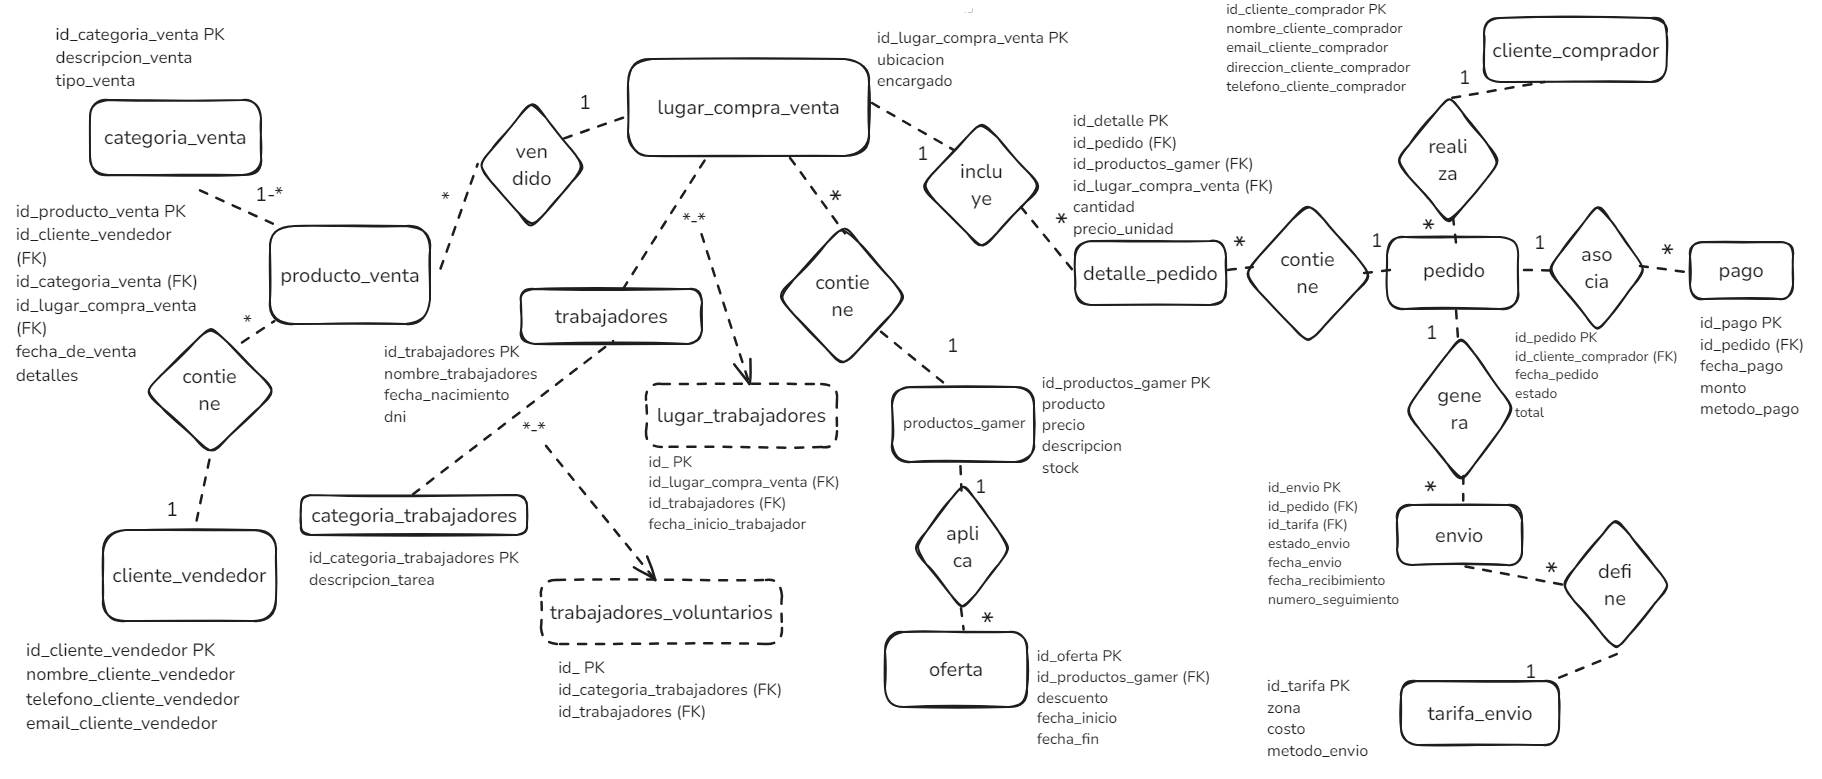 id_categoria_venta PK
descripcion_venta
tipo_venta
categoria_venta
1-*
id_producto_venta PK
id_cliente_vendedor
(FK)
id_categoria_venta (FK)
id_lugar_compra_venta
(FK)
fecha_de_venta
detalles
producto_venta
*
contie
ne
1
cliente_vendedor
id_cliente_vendedor PK
nombre_cliente_vendedor
telefono_cliente_vendedor
email_cliente_vendedor
*
ven
dido
1
lugar_compra_venta
id_lugar_compra_venta PK
ubicacion
encargado
*-*
trabajadores
id_trabajadores PK
nombre_trabajadores
fecha_nacimiento
dni
lugar_trabajadores
id_ PK
id_lugar_compra_venta (FK)
id_trabajadores (FK)
fecha_inicio_trabajador
*-*
categoria_trabajadores
id_categoria_trabajadores PK
descripcion_tarea
trabajadores_voluntarios
id_ PK
id_categoria_trabajadores (FK)
id_trabajadores (FK)
*
contie
ne
1
productos_gamer
id_productos_gamer PK
producto
precio
descripcion
stock
1
apli
ca
*
oferta
id_oferta PK
id_productos_gamer (FK)
descuento
fecha_inicio
fecha_fin
1
inclu
ye
*
id_detalle PK
id_pedido (FK)
id_productos_gamer (FK)
id_lugar_compra_venta (FK)
cantidad
precio_unidad
detalle_pedido
*
contie
ne
1
pedido
id_pedido PK
id_cliente_comprador (FK)
fecha_pedido
estado
total
id_cliente_comprador PK
nombre_cliente_comprador
email_cliente_comprador
direccion_cliente_comprador
telefono_cliente_comprador
cliente_comprador
1
reali
za
*
1
aso
cia
*
pago
id_pago PK
id_pedido (FK)
fecha_pago
monto
metodo_pago
1
gene
ra
*
envio
id_envio PK
id_pedido (FK)
id_tarifa (FK)
estado_envio
fecha_envio
fecha_recibimiento
numero_seguimiento
*
defi
ne
1
tarifa_envio
id_tarifa PK
zona
costo
metodo_envio